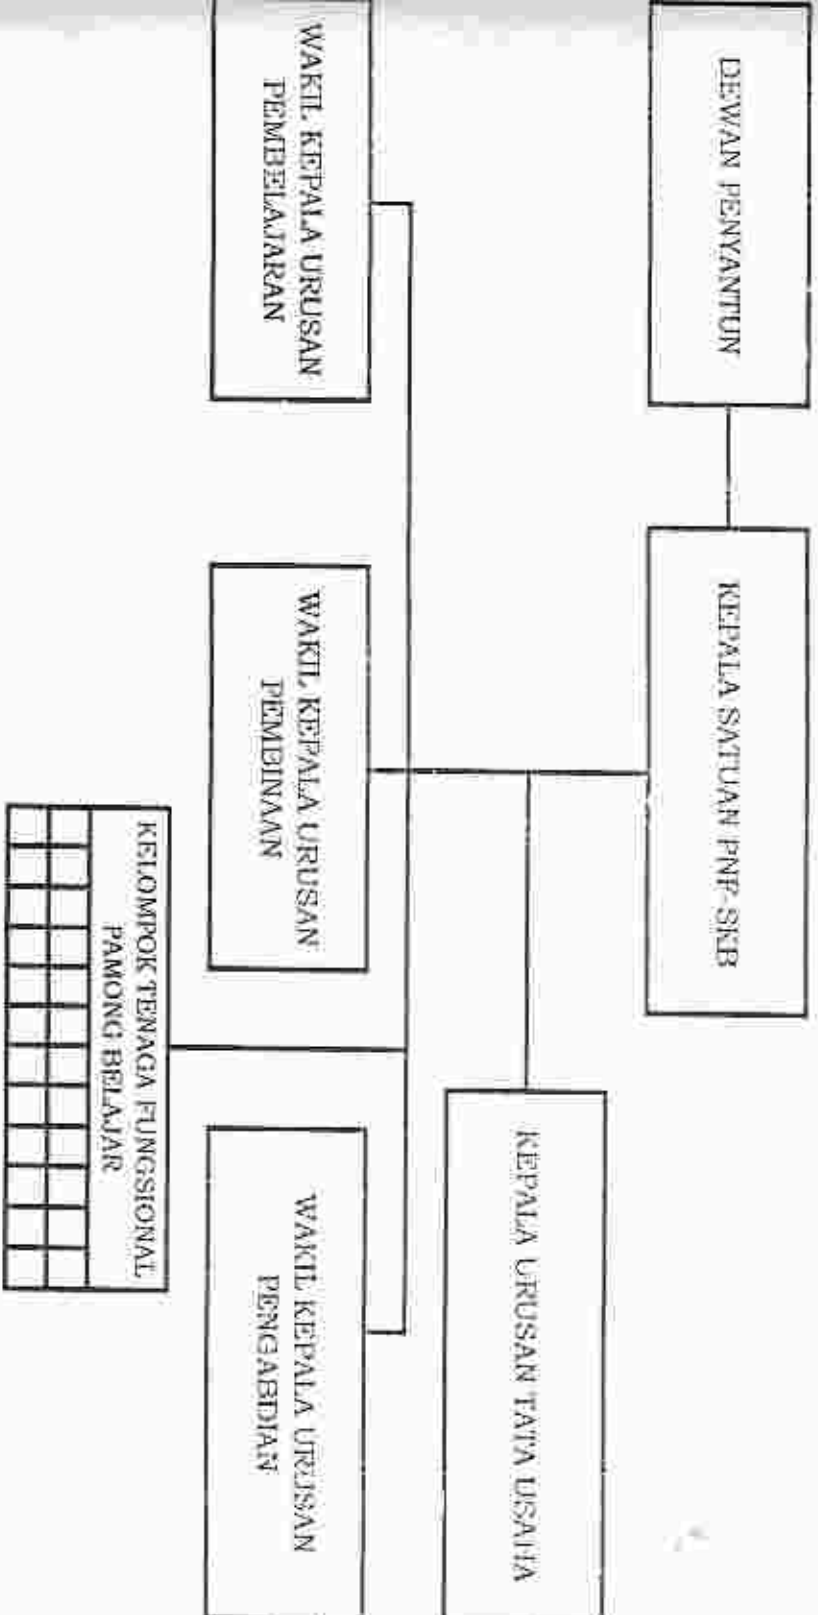 DEWAN PENYANTUN
KEPALA SATUAN PNF-SKB
KEPALA URUSAN TATA USAHA
WAKIL KEPALA URUSAN
PEMBELAJARAN
WAKIL KEPALA URUSAN
PEMBINAAN
WAKIL KEPALA URUSAN
PENGABDIAN
KELOMPOK TENAGA FUNGSIONAL
PAMONG BELAJAR